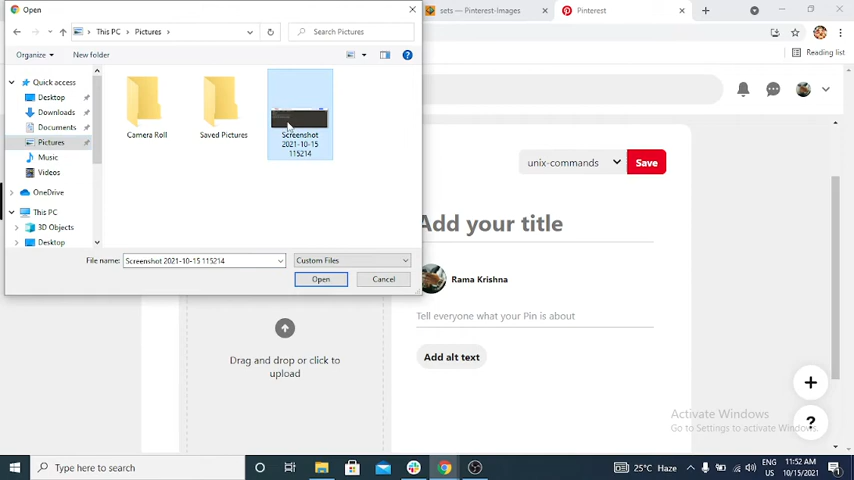 Open
sets — Pinterest-Images
Pinterest
This PC
Pictures
Search Pictures
Reading list
Organize
New folder
Quick access
Desktop
Downloads
Documents
Pictures
Music
Videos
OneDrive
This PC
3D Objects
Desktop
Camera Roll
Saved Pictures
Screenshot
2021-10-15
115214
File name:
Screenshot 2021-10-15 115214
Custom Files
Open
Cancel
unix-commands
Save
Add your title
Rama Krishna
Tell everyone what your Pin is about
Add alt text
Drag and drop or click to
upload
Activate Windows
Go to Settings to activate Windows.
Type here to search
25°C Haze
ENG
US
11:52 AM
10/15/2021